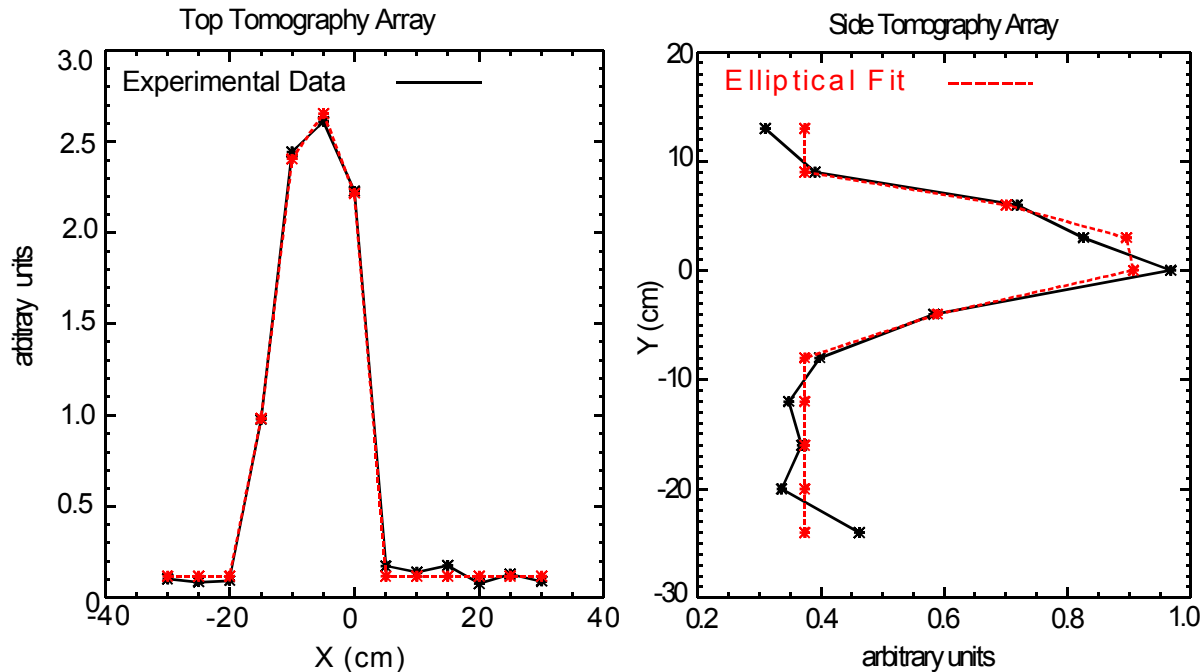 Top Tomography Array
Experimental Data
arbitrary units
3.0
2.5
2.0
1.5
1.0
0.5
0
-40
-20
0
20
40
X (cm)
Side Tomography Array
Elliptical Fit
Y (cm)
20
10
0
-10
-20
-30
0.2
0.4
0.6
0.8
1.0
arbitrary units